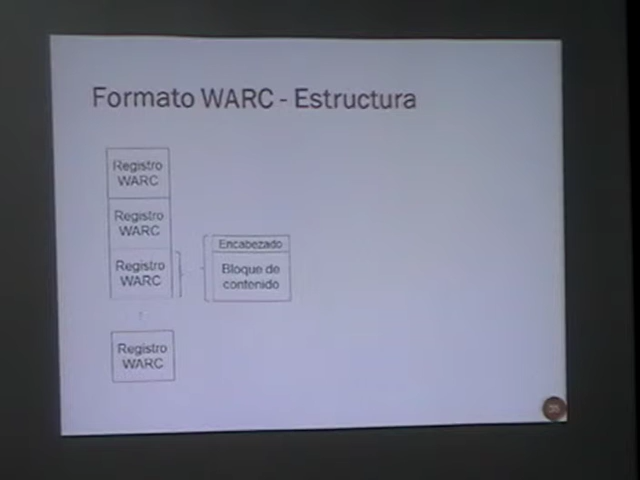 Formato WARC - Estructura
Registro
WARC
Registro
WARC
Registro
WARC
Encabezado
Bloque de
contenido
Registro
WARC